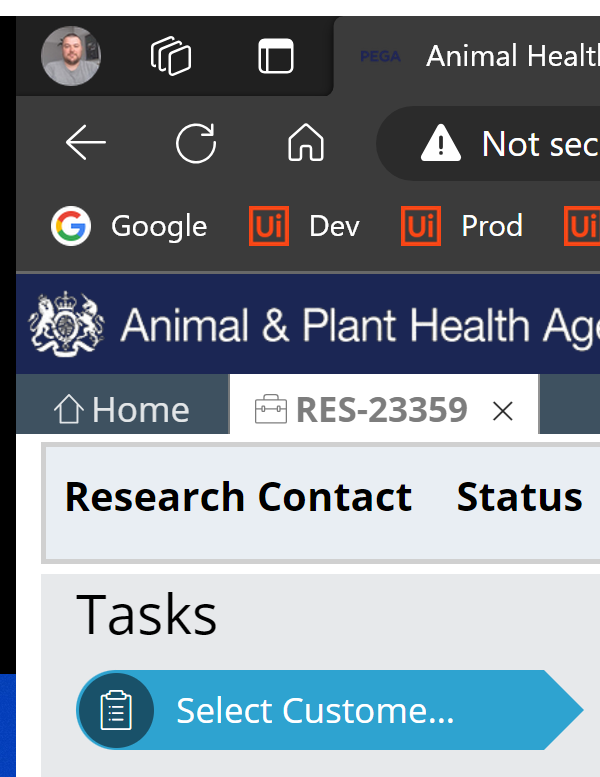 PEGA Animal Healt
Not sec
Google Ui Dev Ui Prod Ui
Animal & Plant Health Age
Home RES-23359
Research Contact Status
Tasks
Select Custome...